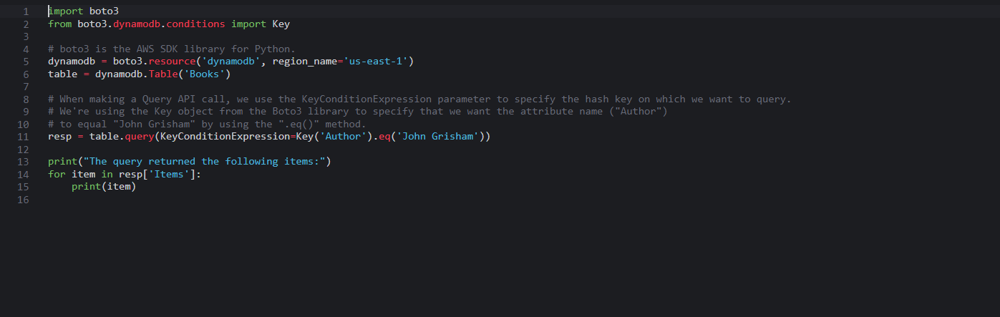 1 import boto3
2 from boto3.dynamodb.conditions import Key
3
4 # boto3 is the AWS SDK library for Python.
5 dynamodb = boto3.resource('dynamodb', region_name='us-east-1')
6 table = dynamodb.Table('Books')
7
8 # When making a Query API call, we use the KeyConditionExpression parameter to specify the hash key on which we want to query.
9 # We're using the Key object from the Boto3 library to specify that we want the attribute name ("Author")
10 # to equal "John Grisham" by using the ".eq()" method.
11 resp = table.query(KeyConditionExpression=Key('Author').eq('John Grisham'))
12
13 print("The query returned the following items:")
14 for item in resp['Items']:
15     print(item)
16